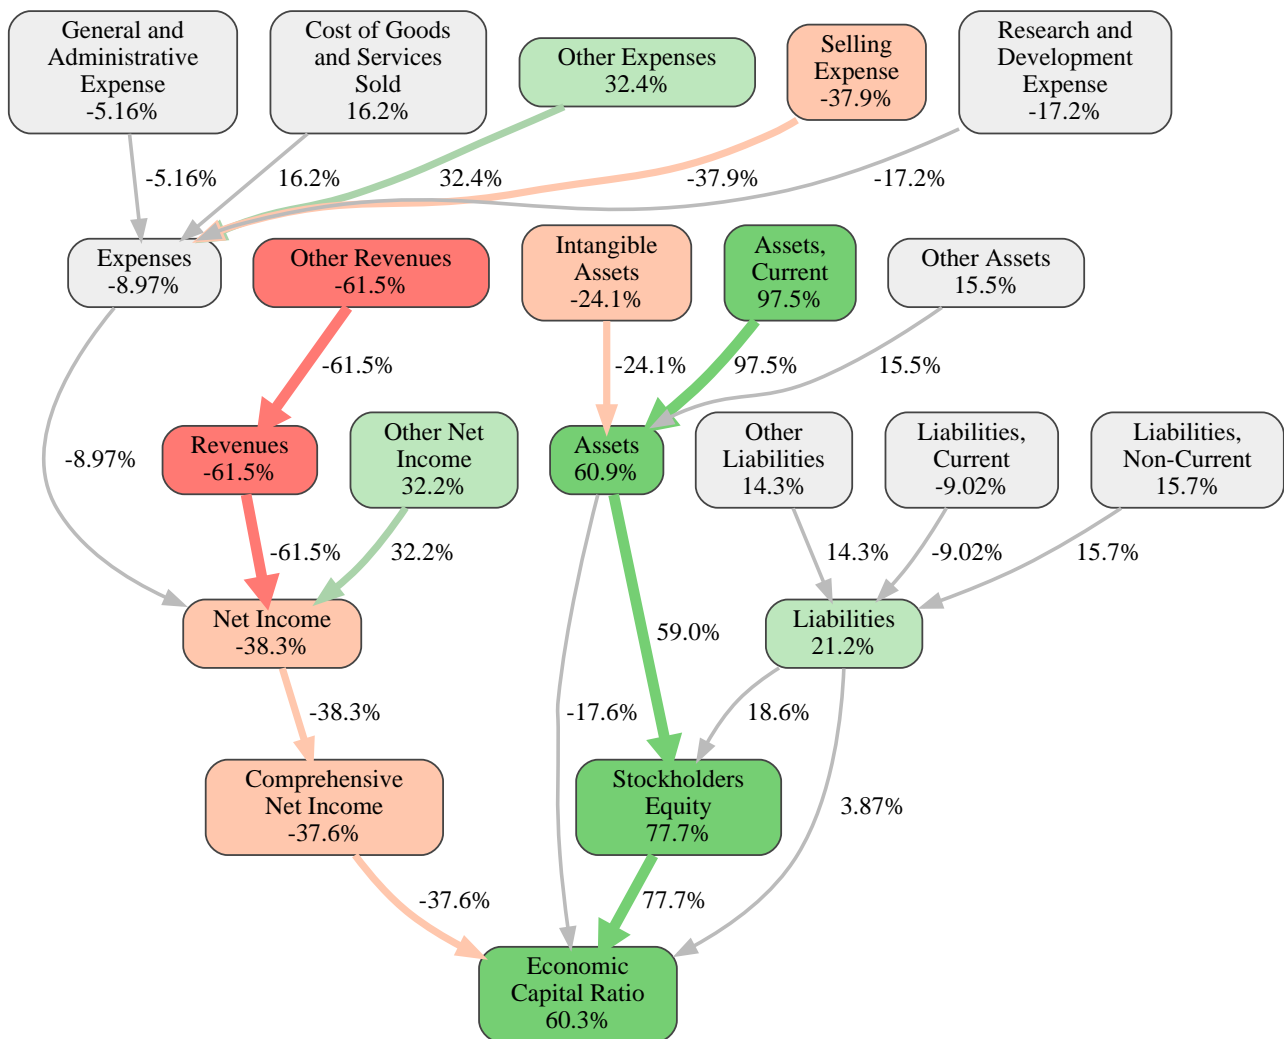 General and
Administrative
Expense
-5.16%
Cost of Goods
and Services
Sold
16.2%
Other Expenses
32.4%
Selling
Expense
-37.9%
Research and
Development
Expense
-17.2%
-5.16%
16.2%
32.4%
-37.9%
-17.2%
Expenses
-8.97%
Other Revenues
-61.5%
Intangible
Assets
-24.1%
Assets,
Current
97.5%
Other Assets
15.5%
-61.5%
-24.1%
97.5%
15.5%
-8.97%
Revenues
-61.5%
Other Net
Income
32.2%
Assets
60.9%
Other
Liabilities
14.3%
Liabilities,
Current
-9.02%
Liabilities,
Non-Current
15.7%
-61.5%
32.2%
14.3%
-9.02%
15.7%
Net Income
-38.3%
59.0%
Liabilities
21.2%
-38.3%
-17.6%
18.6%
Comprehensive
Net Income
-37.6%
Stockholders
Equity
77.7%
3.87%
-37.6%
77.7%
Economic
Capital Ratio
60.3%